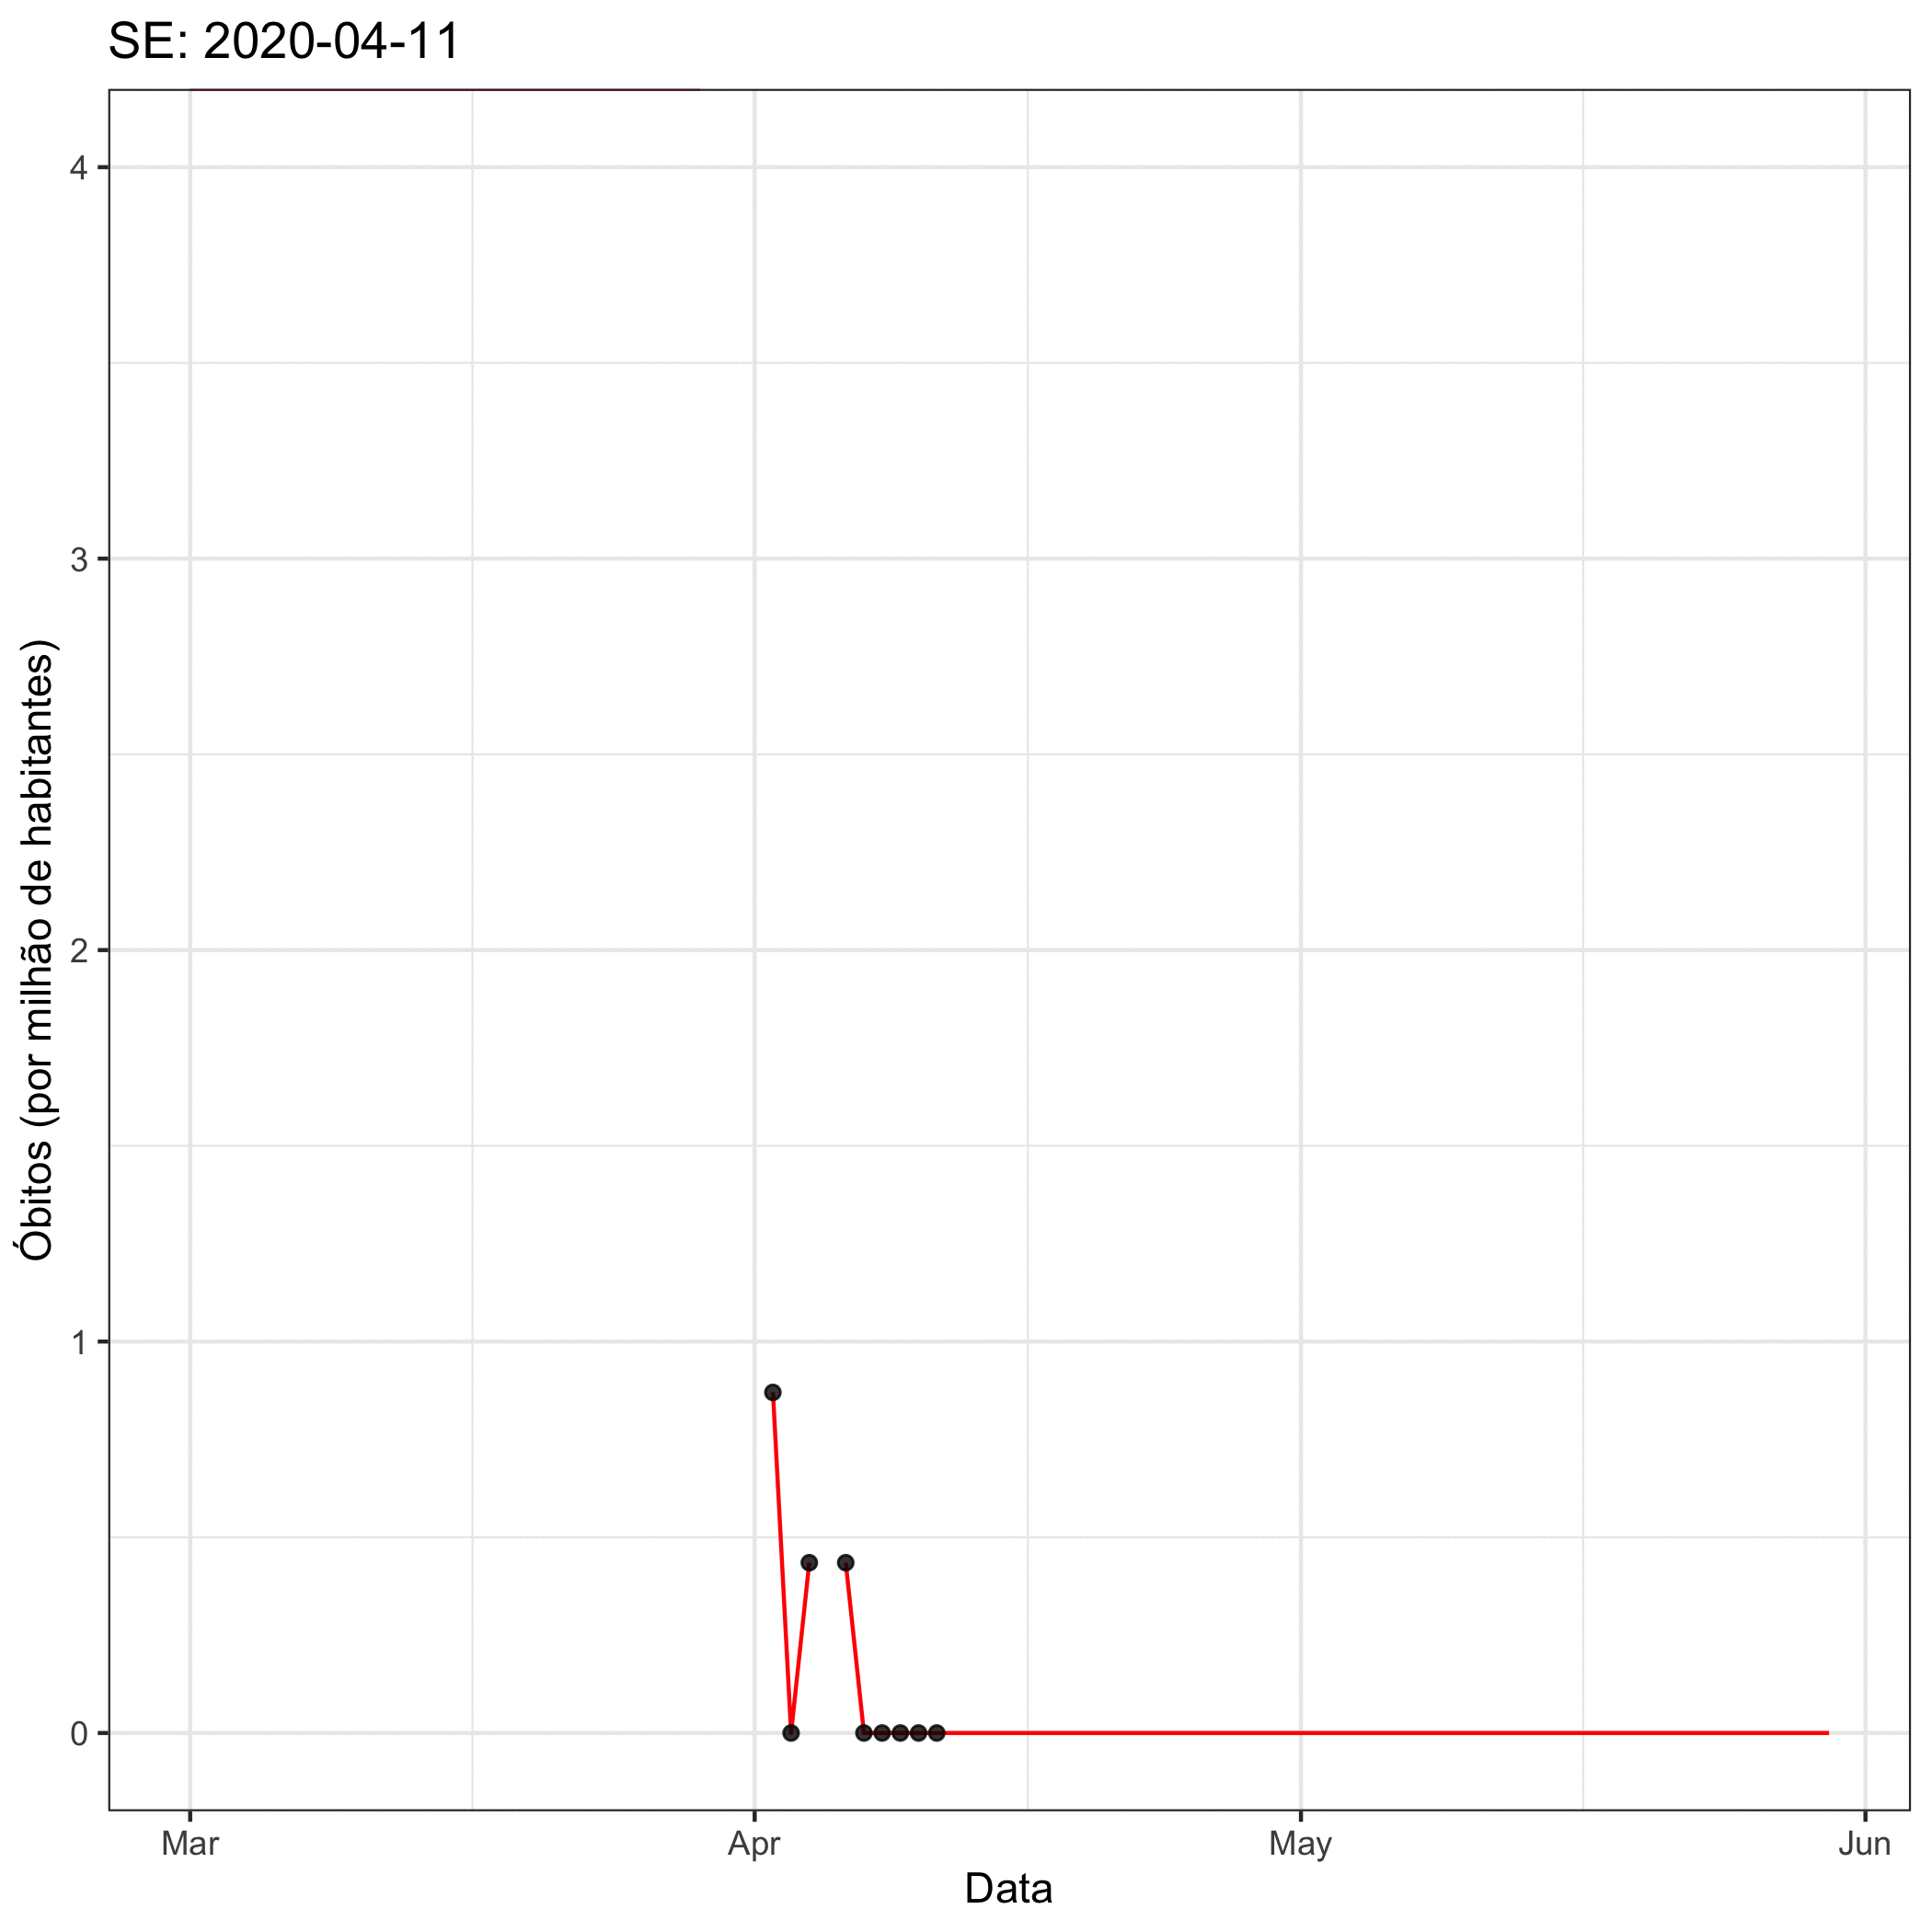 SE: 2020-04-11
Óbitos (por milhão de habitantes)
4
3
2
1
0
Mar Apr May Jun
Data